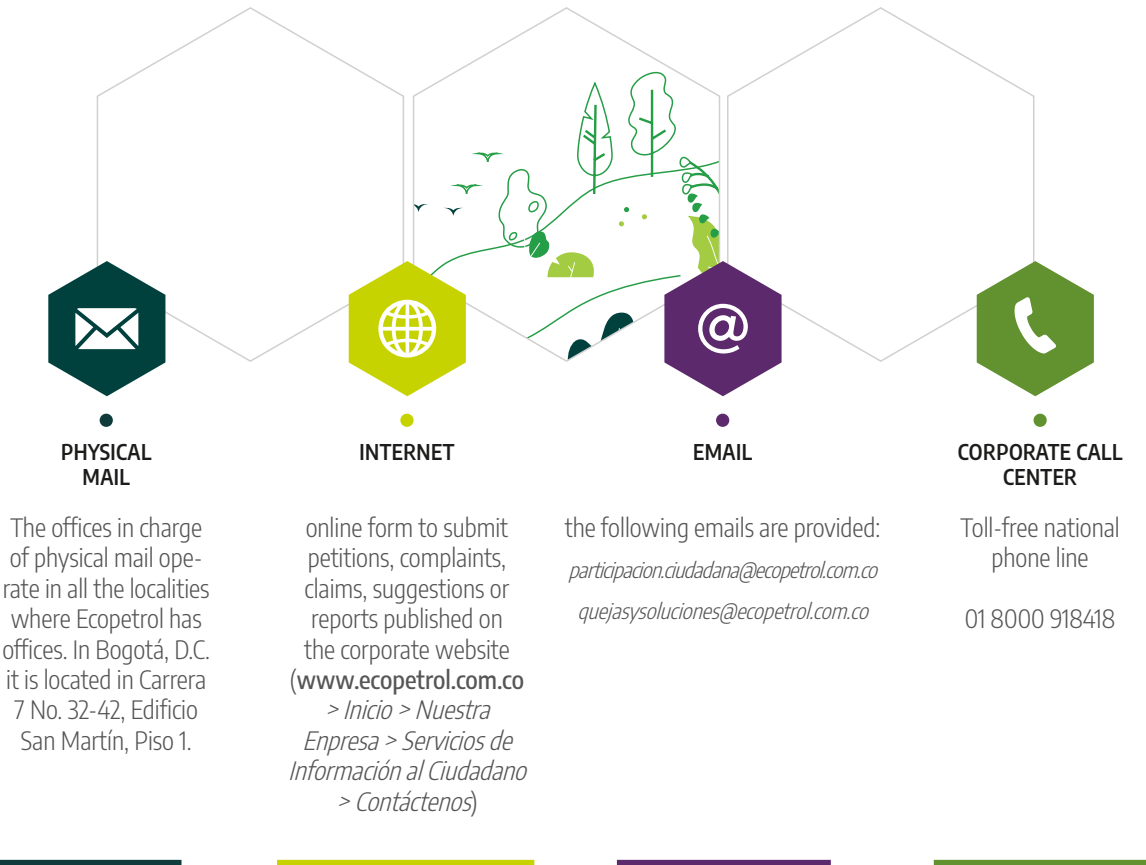 PHYSICAL
MAIL
The offices in charge
of physical mail ope-
rate in all the localities
where Ecopetrol has
offices. In Bogotá, D.C.
it is located in Carrera
7 No. 32-42, Edificio
San Martín, Piso 1.
INTERNET
online form to submit
petitions, complaints,
claims, suggestions or
reports published on
the corporate website
(www.ecopetrol.com.co
> Inicio > Nuestra
Enpresa > Servicios de
Información al Ciudadano
> Contáctenos)
@
EMAIL
the following emails are provided:
participacion.ciudadana@ecopetrol.com.co
quejasysoluciones@ecopetrol.com.co
CORPORATE CALL
CENTER
Toll-free national
phone line
01 8000 918418